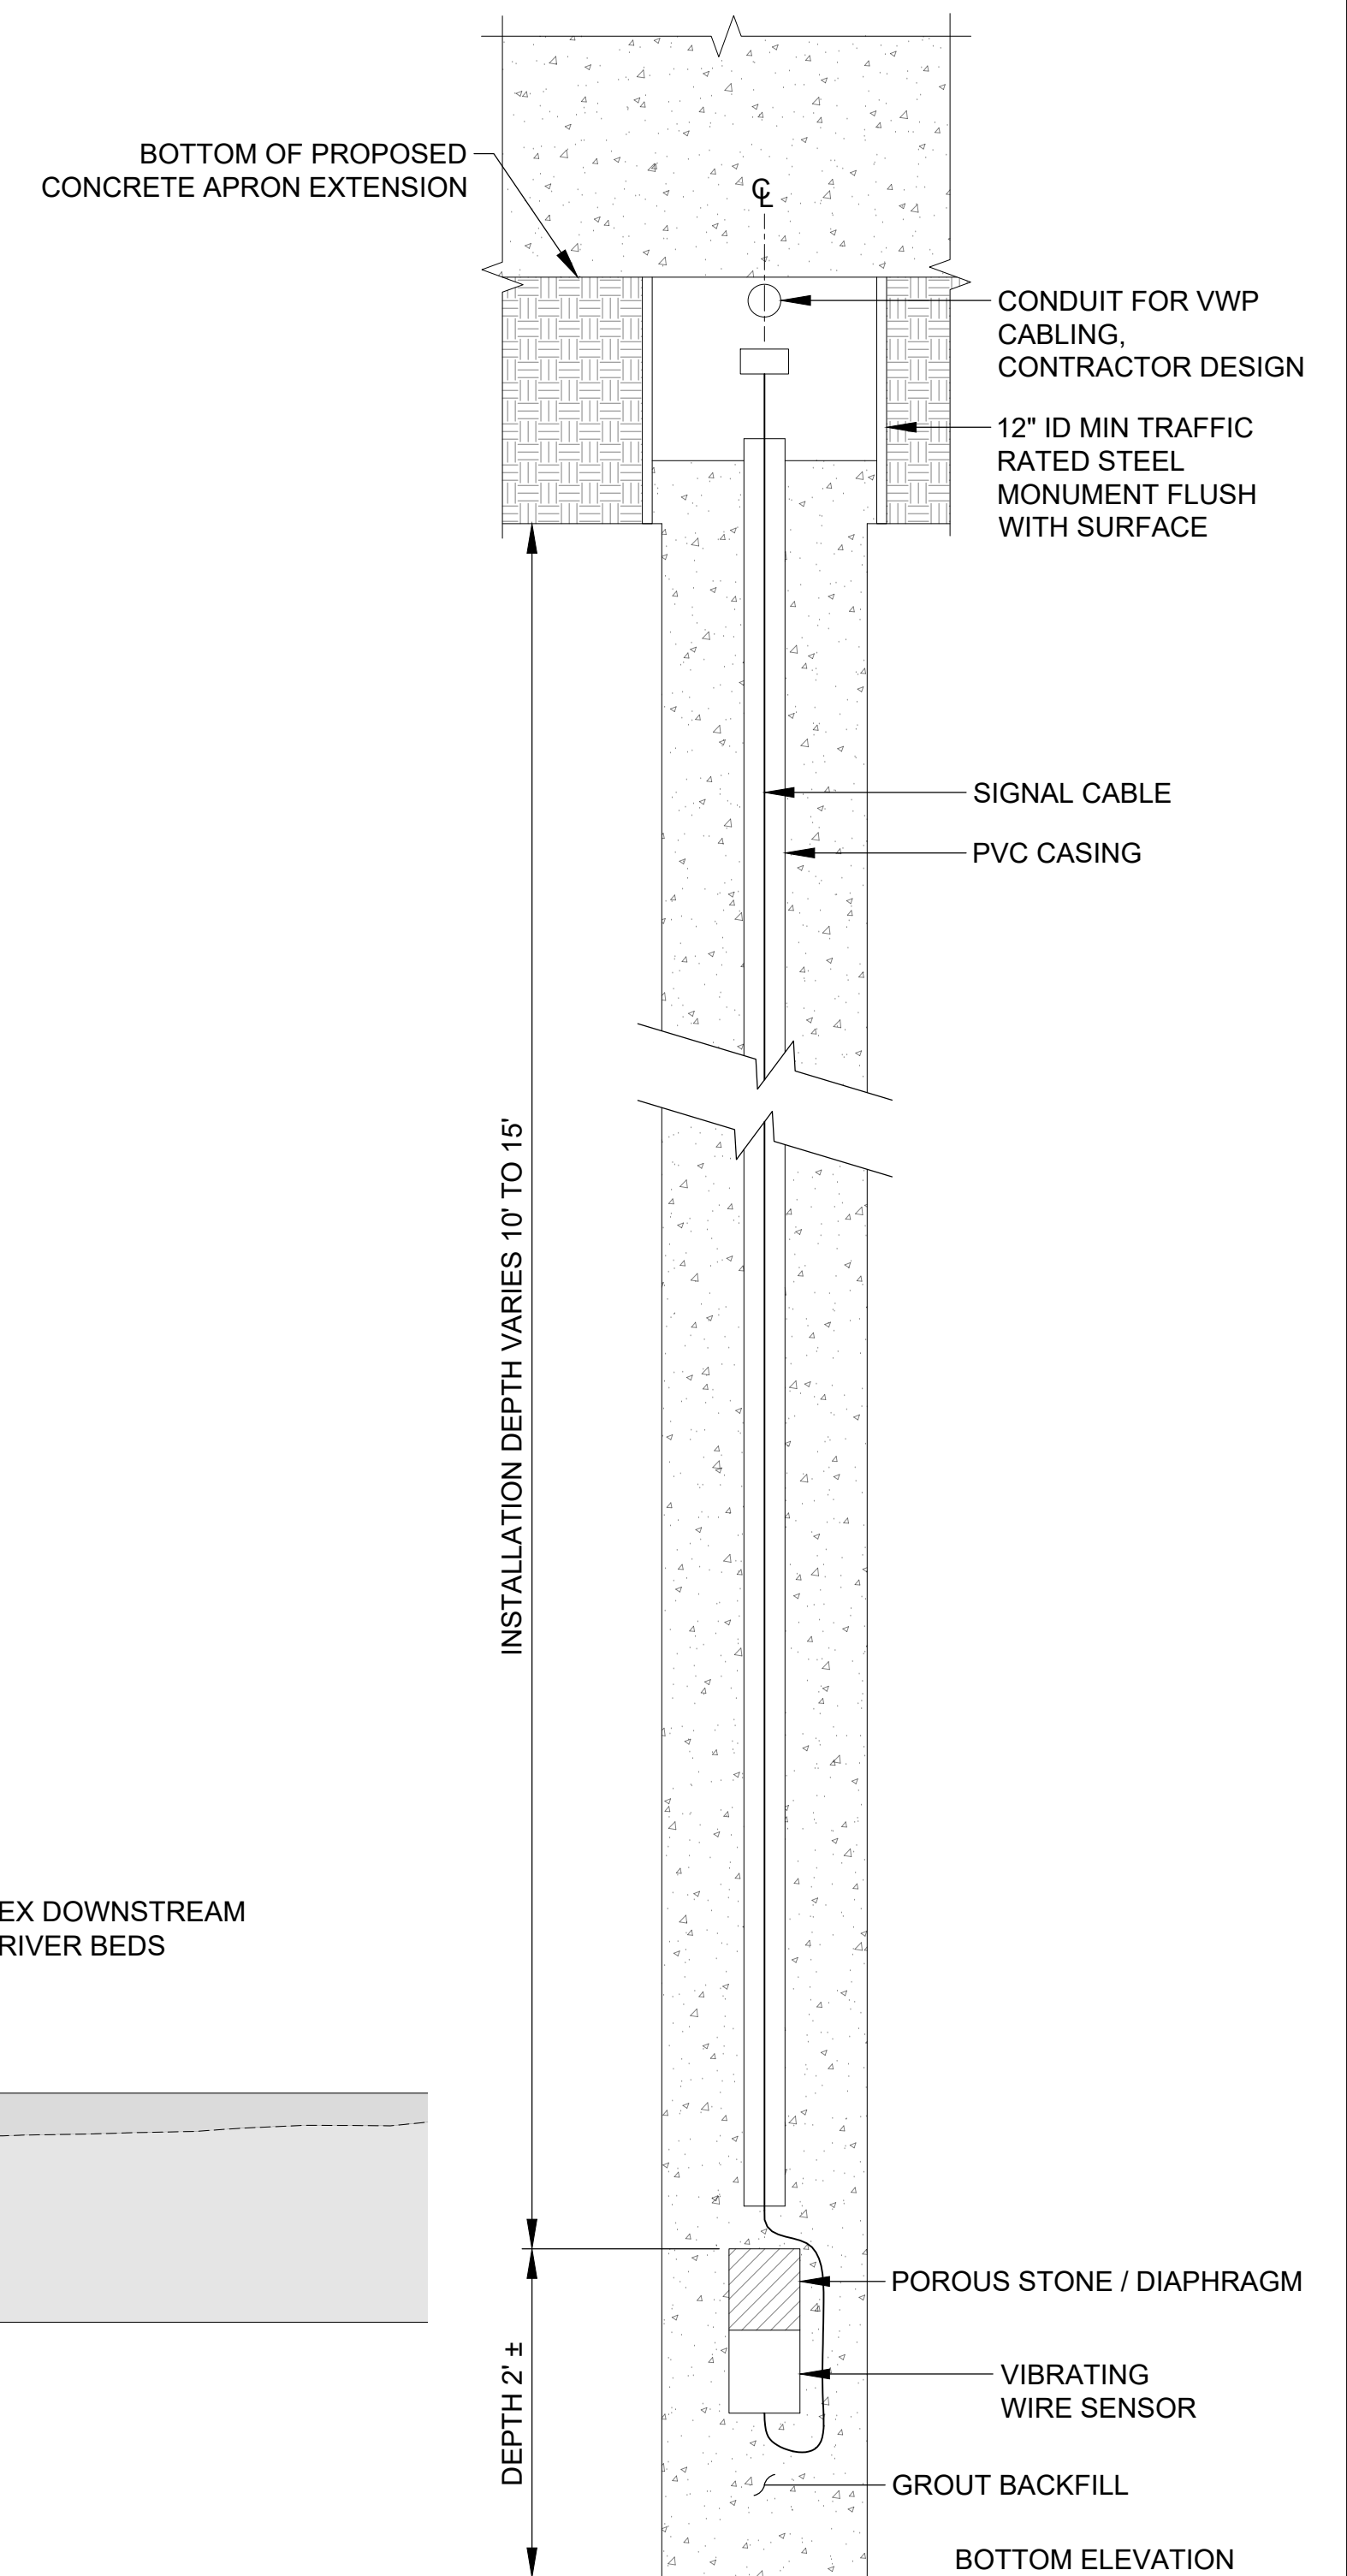 BOTTOM OF PROPOSED
CONCRETE APRON EXTENSION
℄
CONDUIT FOR VWP
CABLING,
CONTRACTOR DESIGN
12" ID MIN TRAFFIC
RATED STEEL
MONUMENT FLUSH
WITH SURFACE
SIGNAL CABLE
PVC CASING
INSTALLATION DEPTH VARIES 10' TO 15'
EX DOWNSTREAM
RIVER BEDS
POROUS STONE / DIAPHRAGM
DEPTH 2' ±
VIBRATING
WIRE SENSOR
GROUT BACKFILL
BOTTOM ELEVATION